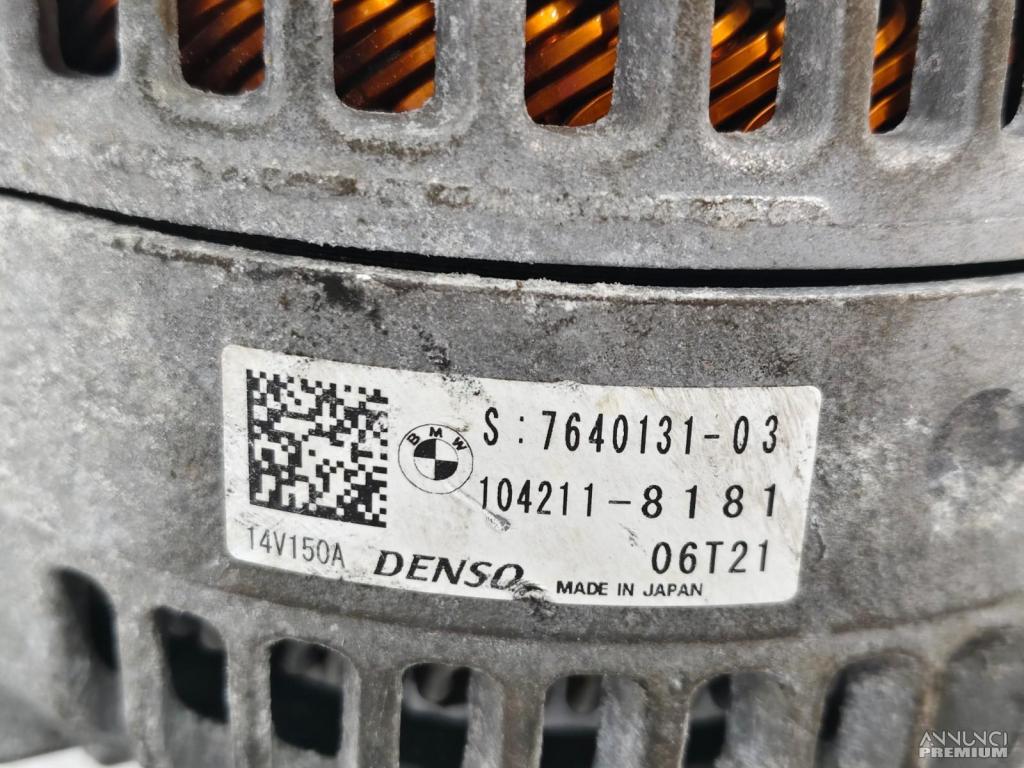 BMW
S:7640131-03
104211-8181
14V150A
DENSO
MADE IN JAPAN
06T21
ANNUNCI
PREMIUM